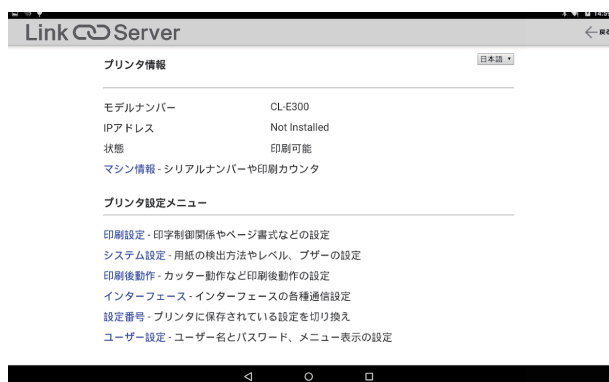 Link Server
戻る
プリンタ情報
日本語
モデルナンバー CL-E300
IPアドレス Not Installed
状態 印刷可能
マシン情報 - シリアルナンバーや印刷カウンタ
プリンタ設定メニュー
印刷設定 - 印字制御関係やページ書式などの設定
システム設定 - 用紙の検出方法やレベル、ブザーの設定
印刷後動作 - カッター動作など印刷後動作の設定
インターフェース - インターフェースの各種通信設定
設定番号 - プリンタに保存されている設定を切り換え
ユーザー設定 - ユーザー名とパスワード、メニュー表示の設定